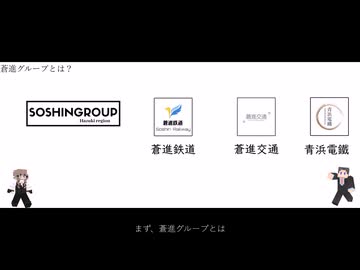 蒼進グループとは？
SOSHINGROUP
Hazuki region
蒼進鉄道
Soshin Railway
蒼進交通
青浜電鐵
蒼進鉄道
蒼進交通
青浜電鐵
まず、蒼進グループとは